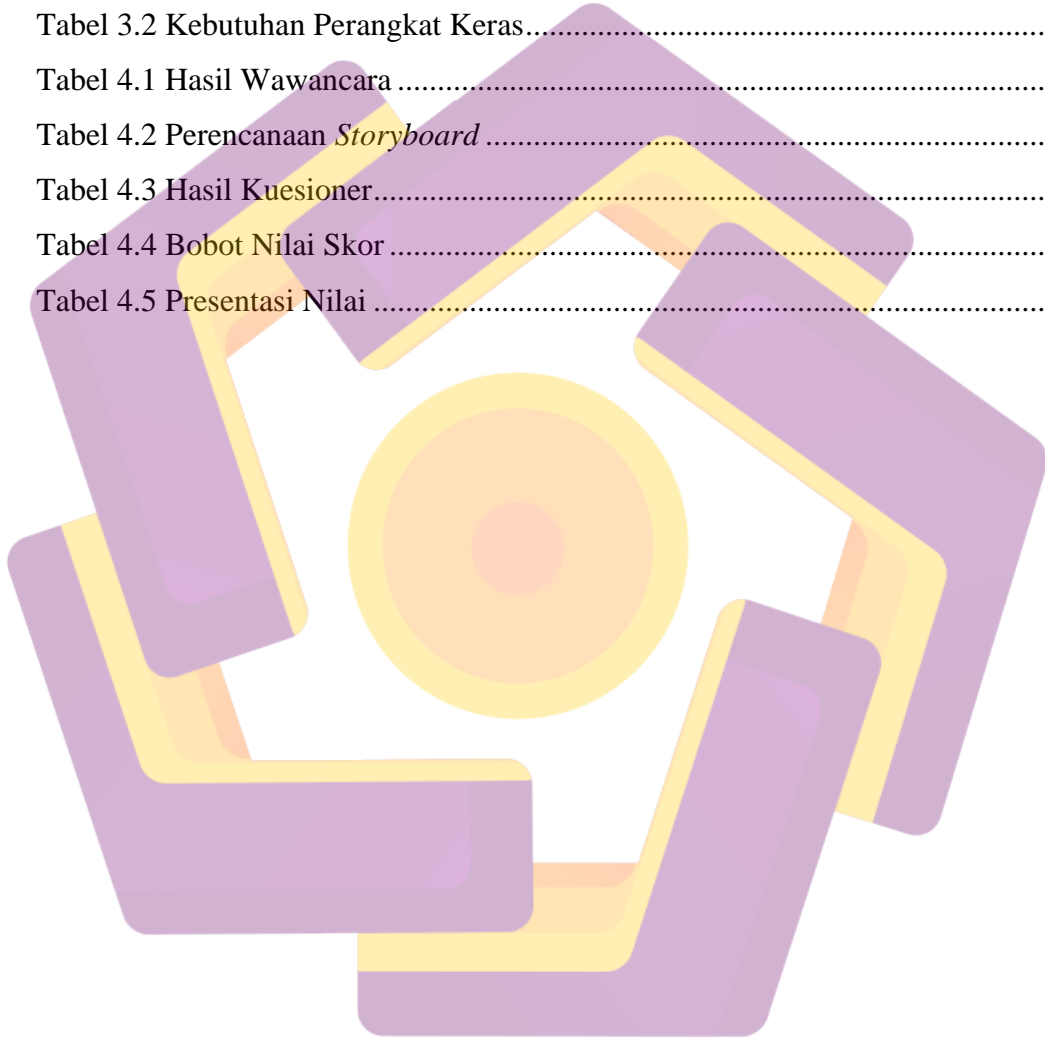 Tabel 3.2 Kebutuhan Perangkat Keras..................................................................
Tabel 4.1 Hasil Wawancara ..................................................................................
Tabel 4.2 Perencanaan Storyboard .......................................................................
Tabel 4.3 Hasil Kuesioner.....................................................................................
Tabel 4.4 Bobot Nilai Skor ...................................................................................
Tabel 4.5 Presentasi Nilai .....................................................................................